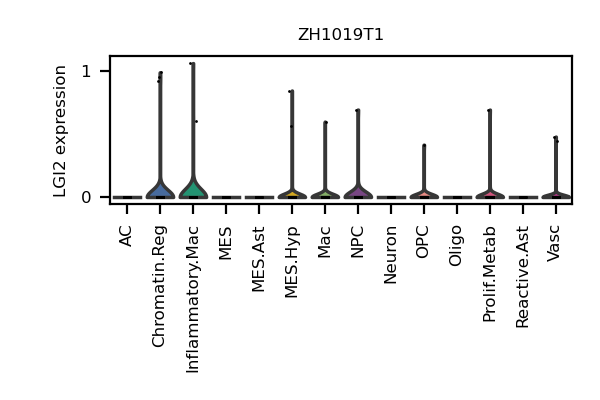 ZH1019T1
LGI2 expression
1
0
AC
Chromatin.Reg
Inflammatory.Mac
MES
MES.Ast
MES.Hyp
Mac
NPC
Neuron
OPC
Oligo
Prolif.Metab
Reactive.Ast
Vasc